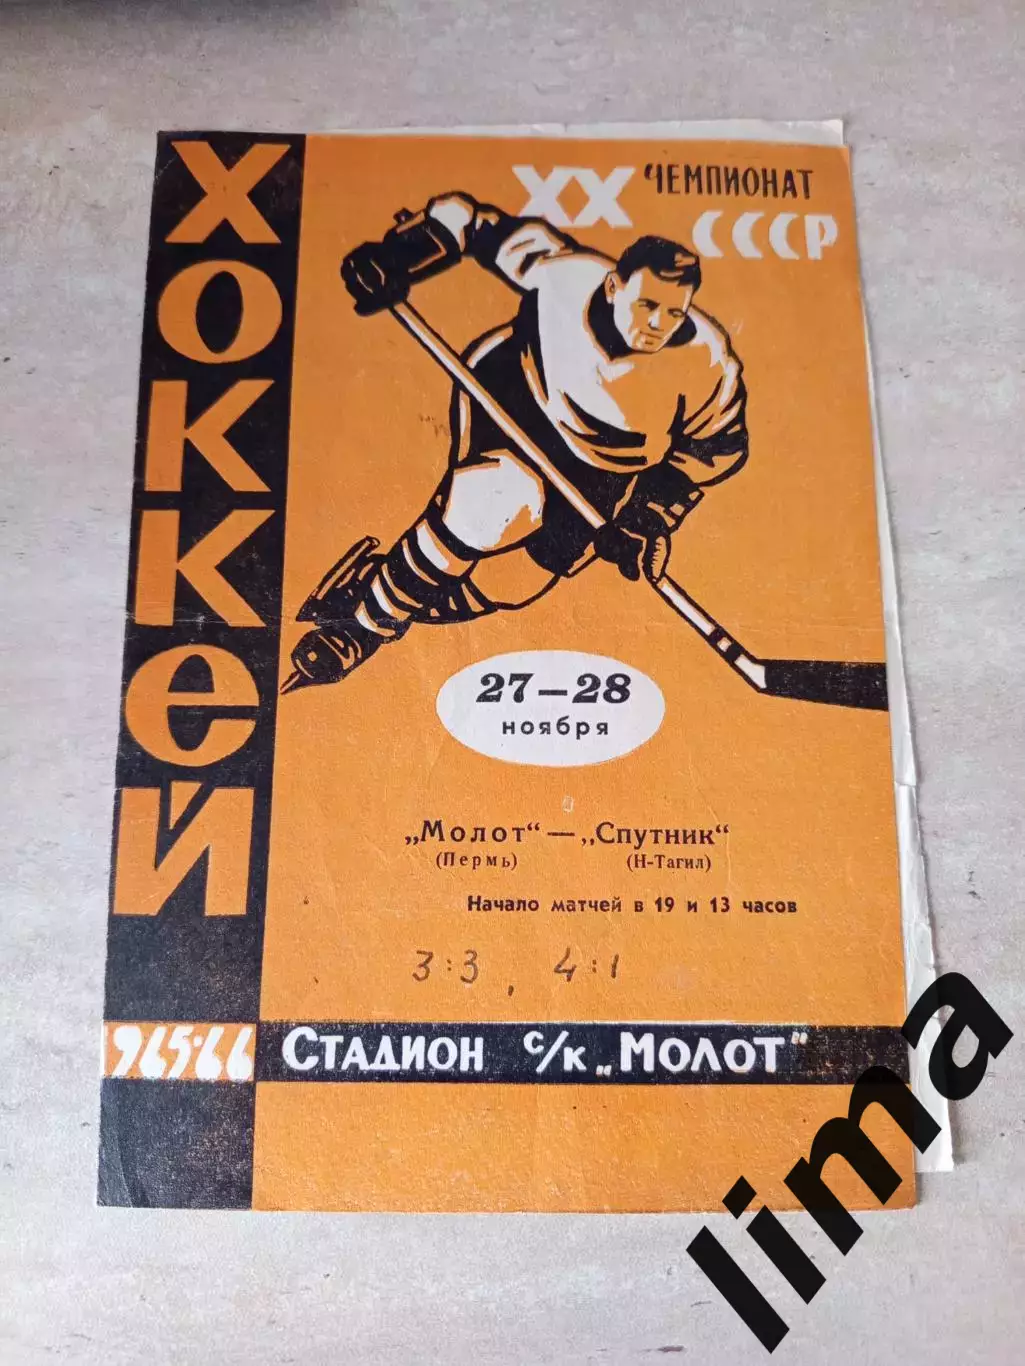 ХОККЕЙ
XX ЧЕМПИОНАТ
СССР
27—28
ноября
„Молот“ — „Спутник“
(Пермь) (Н-Тагил)
Начало матчей в 19 и 13 часов
3:3, 4:1
1965-66 Стадион с/к „Молот“
lima